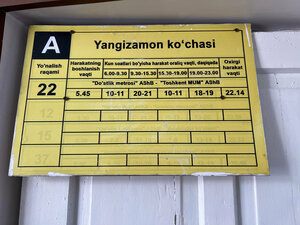 A
Yangizamon ko'chasi
Yo'nalish raqami
Harakatning boshlanish vaqti
Kun soatlari bo'yicha harakat oraliq vaqti, daqiqada
Oxirgi harakat vaqti
6.00-9.30 9.30-15.30 15.30-19.00 19.00-23.00
"Do'stlik metrosi" AShB - "Toshkent MUM" AShB
22 5.45 10-11 20-21 10-11 18-19 22.14
12
15
37